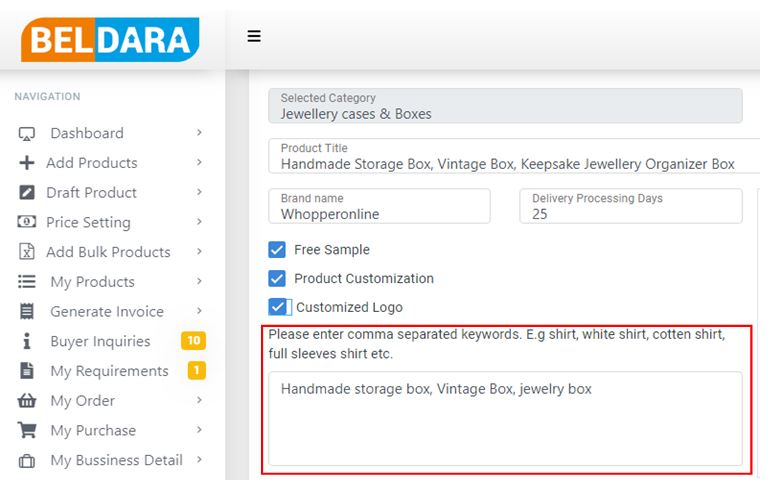 BELDARA
NAVIGATION
Dashboard
Add Products
Draft Product
Price Setting
Add Bulk Products
My Products
Generate Invoice
Buyer Inquiries 10
My Requirements 1
My Order
My Purchase
My Bussiness Detail
Selected Category
Jewellery cases & Boxes
Product Title
Handmade Storage Box, Vintage Box, Keepsake Jewellery Organizer Box
Brand name
Whopperonline
Delivery Processing Days
25
Free Sample
Product Customization
Customized Logo
Please enter comma separated keywords. E.g shirt, white shirt, cotten shirt,
full sleeves shirt etc.
Handmade storage box, Vintage Box, jewelry box